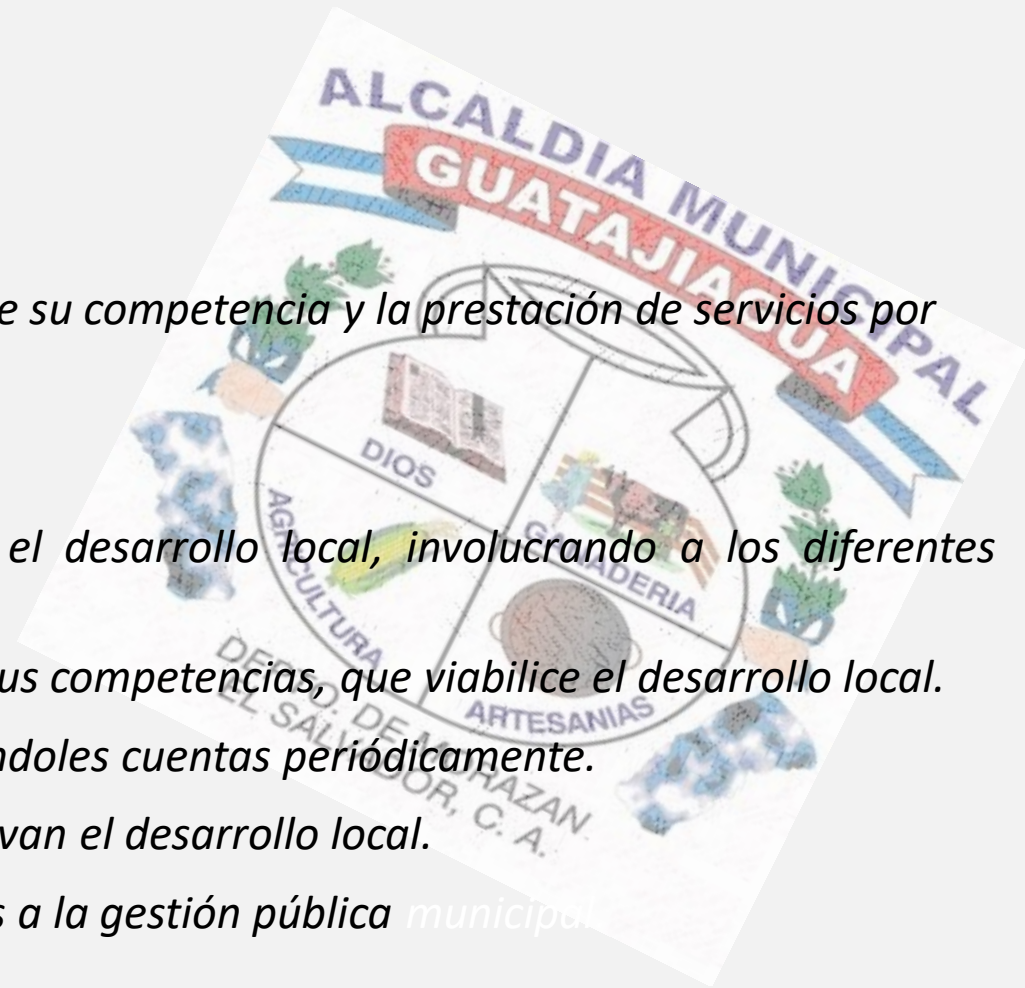 ALCALDIA MUNICIPAL
GUATAJIAGUA
e su competencia y la prestación de servicios por
DIOS
GANADERIA
AGRICULTURA
ARTESANIAS
el desarrollo local, involucrando a los diferentes
us competencias, que viabilice el desarrollo local.
DEPTO. DE MORAZAN
EL SALVADOR, C. A.
ndoles cuentas periódicamente.
van el desarrollo local.
s a la gestión pública municipal.